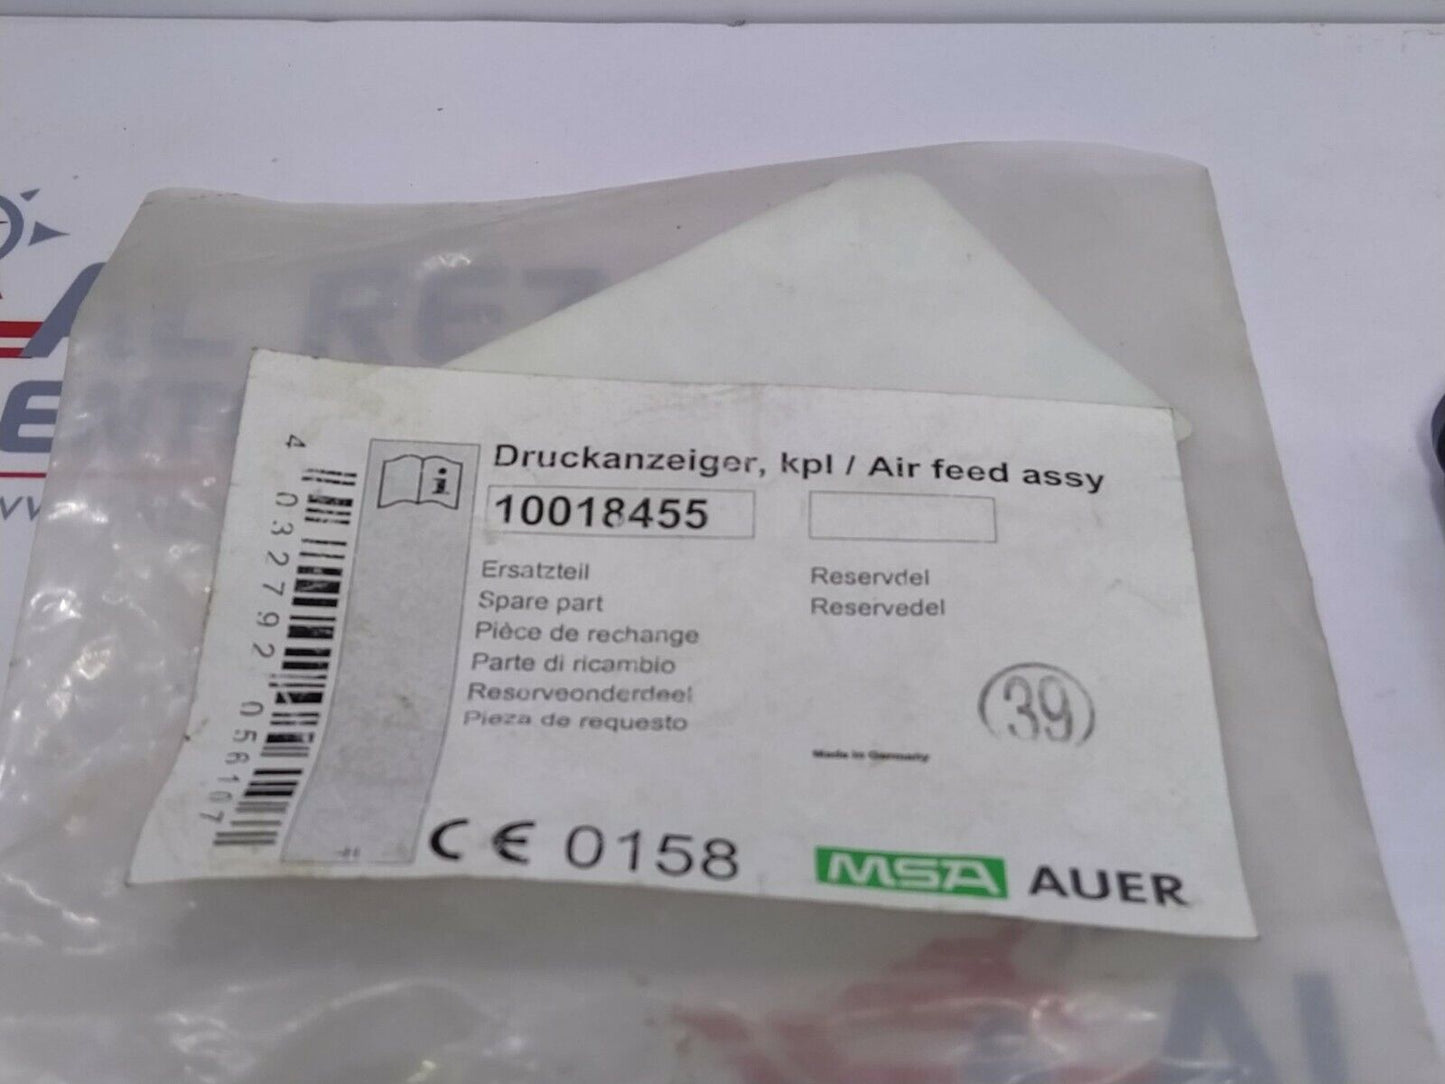 Druckanzeiger, kpl / Air feed assy
10018455
Ersatzteil
Spare part
Pièce de rechange
Parte di ricambio
Reserveonderdeel
Pieza de requesto
Reservdel
Reservedel
39
Made in Germany
CE 0158
MSA AUER
4 032792 056107
i